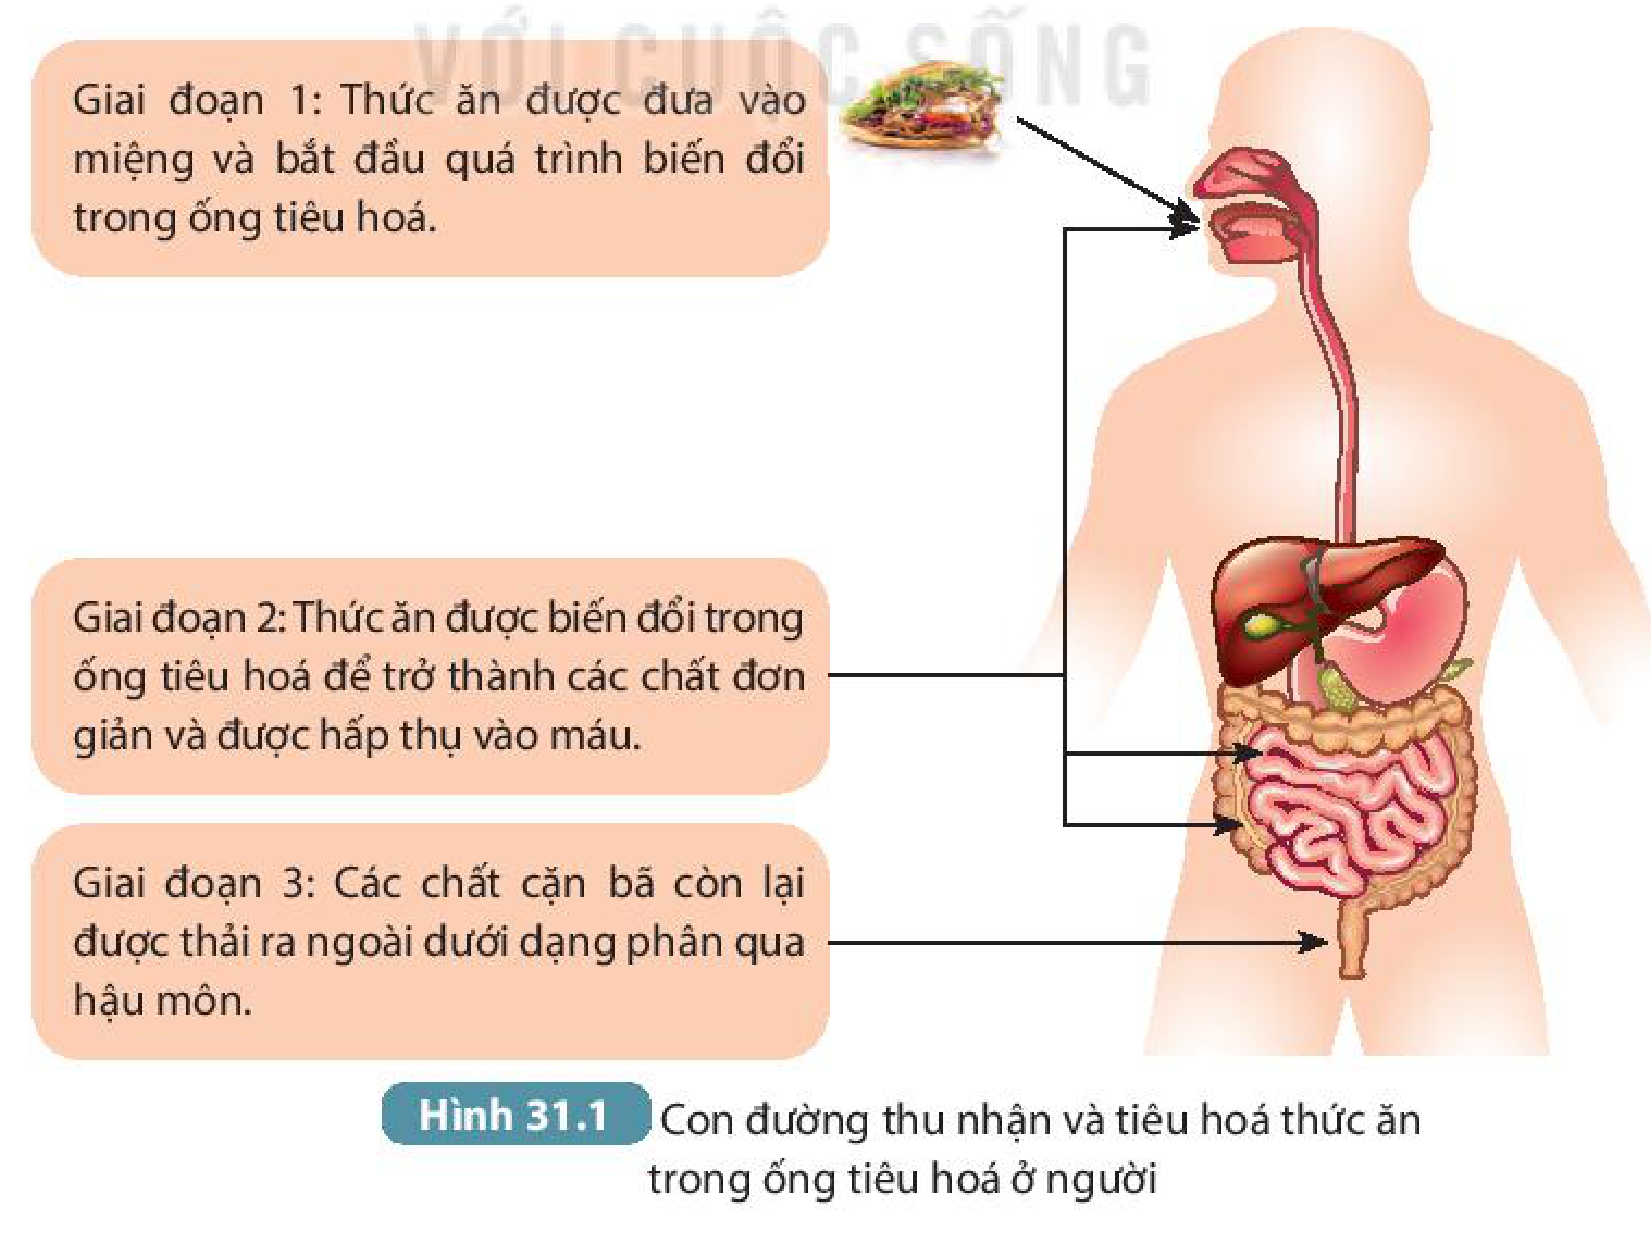 VỚI CUỘC SỐNG
Giai đoạn 1: Thức ăn được đưa vào
miệng và bắt đầu quá trình biến đổi
trong ống tiêu hoá.
Giai đoạn 2: Thức ăn được biến đổi trong
ống tiêu hoá để trở thành các chất đơn
giản và được hấp thụ vào máu.
Giai đoạn 3: Các chất cặn bã còn lại
được thải ra ngoài dưới dạng phân qua
hậu môn.
Hình 31.1 Con đường thu nhận và tiêu hoá thức ăn
trong ống tiêu hoá ở người